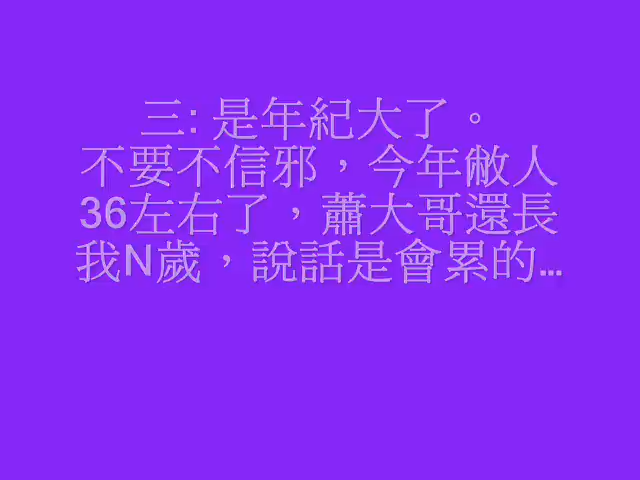 三: 是年紀大了。
不要不信邪，今年敝人
36左右了，蕭大哥還長
我N歲，說話是會累的...